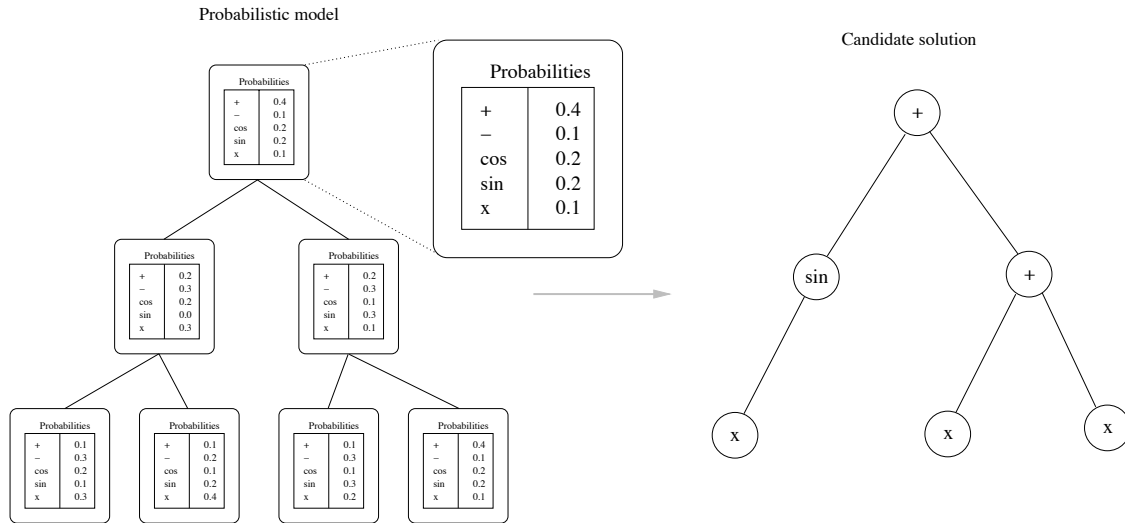 Probabilistic model
Candidate solution
Probabilities
+ 0.4
– 0.1
cos 0.2
sin 0.2
x 0.1
Probabilities
+ 0.4
– 0.1
cos 0.2
sin 0.2
x 0.1
Probabilities
+ 0.2
– 0.3
cos 0.2
sin 0.0
x 0.3
Probabilities
+ 0.2
– 0.3
cos 0.1
sin 0.3
x 0.1
Probabilities
+ 0.1
– 0.3
cos 0.2
sin 0.1
x 0.3
Probabilities
+ 0.1
– 0.2
cos 0.1
sin 0.2
x 0.4
Probabilities
+ 0.1
– 0.3
cos 0.1
sin 0.3
x 0.2
Probabilities
+ 0.4
– 0.1
cos 0.2
sin 0.2
x 0.1
+
sin
+
x
x
x